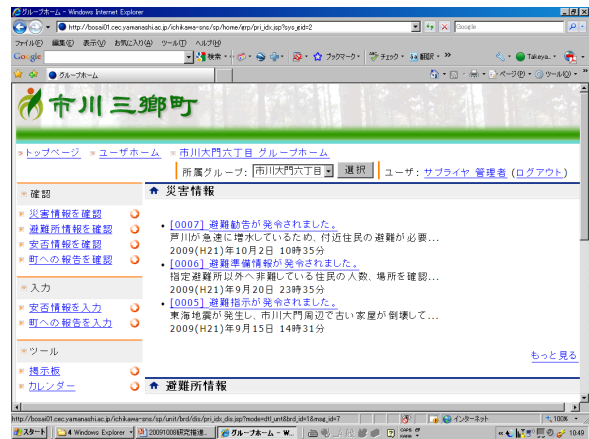 グループホーム - Windows Internet Explorer
http://bosai01.cec.yamanashi.ac.jp/ichikawa-sns/sp/home/erp/pri_idx.jsp?sys_eid=2
Google
ファイル(F) 編集(E) 表示(V) お気に入り(A) ツール(T) ヘルプ(H)
Google 検索 ブックマーク チェック 翻訳 Takeya..
グループホーム ページ(P) ツール(O)
市川三郷町
トップページ ユーザホーム 市川大門六丁目 グループホーム
所属グループ: 市川大門六丁目 選択 ユーザ: サプライヤ 管理者 (ログアウト)
確認
災害情報を確認
避難所情報を確認
安否情報を確認
町への報告を確認
入力
安否情報を入力
町への報告を入力
ツール
掲示板
カレンダー
災害情報
[0007] 避難勧告が発令されました。
芦川が急速に増水しているため、付近住民の避難が必要...
2009(H21)年10月2日 10時35分
[0006] 避難準備情報が発令されました。
指定避難所以外へ非難している住民の人数、場所を確認...
2009(H21)年9月20日 23時35分
[0005] 避難指示が発令されました。
東海地震が発生し、市川大門周辺で古い家屋が倒壊して...
2009(H21)年9月15日 14時31分
もっと見る
避難所情報
http://bosai01.cec.yamanashi.ac.jp/ichikawa-sns/sp/unit/brd/dis/pri_idx_dis.jsp?mode=dtl_unt&brd_id=1&msg_id=7
インターネット 100%
スタート 4 Windows Explorer 20091008研究推進.. グループホーム - W... 10:49